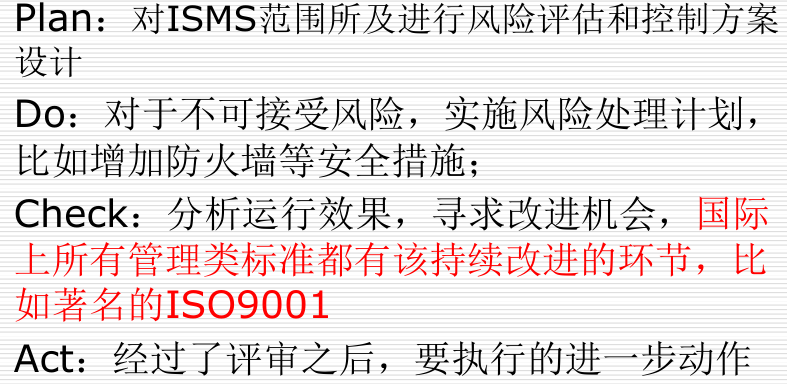 Plan：对ISMS范围所及进行风险评估和控制方案
设计
Do：对于不可接受风险，实施风险处理计划，
比如增加防火墙等安全措施；
Check：分析运行效果，寻求改进机会，国际
上所有管理类标准都有该持续改进的环节，比
如著名的ISO9001
Act：经过了评审之后，要执行的进一步动作